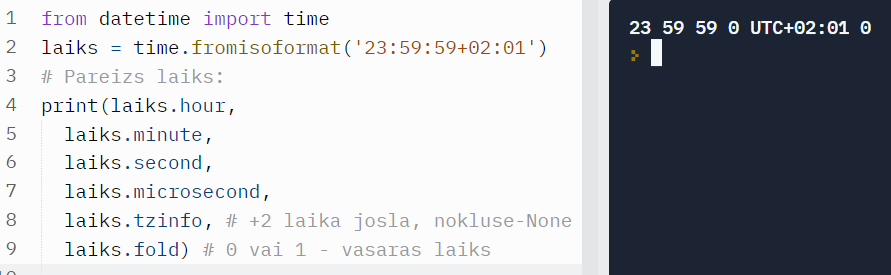 1 from datetime import time
2 laiks = time.fromisoformat('23:59:59+02:01')
3 # Pareizs laiks:
4 print(laiks.hour,
5 laiks.minute,
6 laiks.second,
7 laiks.microsecond,
8 laiks.tzinfo, # +2 laika josla, nokluse-None
9 laiks.fold) # 0 vai 1 - vasaras laiks
10
23 59 59 0 UTC+02:01 0